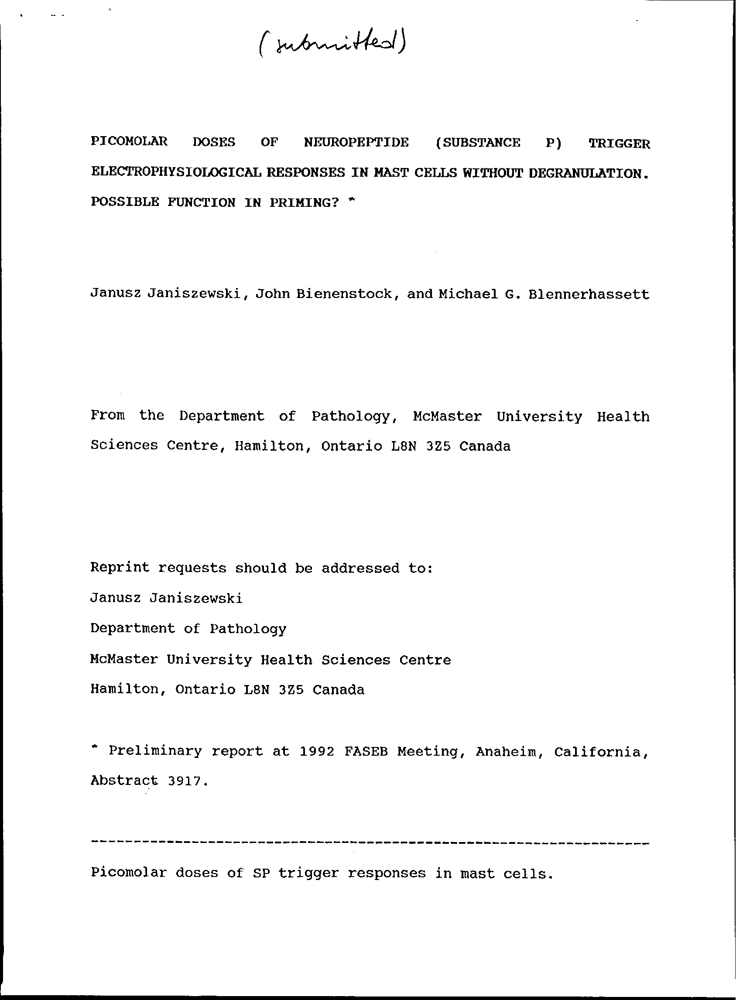 (submitted)
PICOMOLAR DOSES OF NEUROPEPTIDE (SUBSTANCE P) TRIGGER
ELECTROPHYSIOLOGICAL RESPONSES IN MAST CELLS WITHOUT DEGRANULATION.
POSSIBLE FUNCTION IN PRIMING? *
Janusz Janiszewski, John Bienenstock, and Michael G. Blennerhassett
From the Department of Pathology, McMaster University Health
Sciences Centre, Hamilton, Ontario L8N 3Z5 Canada
Reprint requests should be addressed to:
Janusz Janiszewski
Department of Pathology
McMaster University Health Sciences Centre
Hamilton, Ontario L8N 3Z5 Canada
* Preliminary report at 1992 FASEB Meeting, Anaheim, California,
Abstract 3917.
Picomolar doses of SP trigger responses in mast cells.